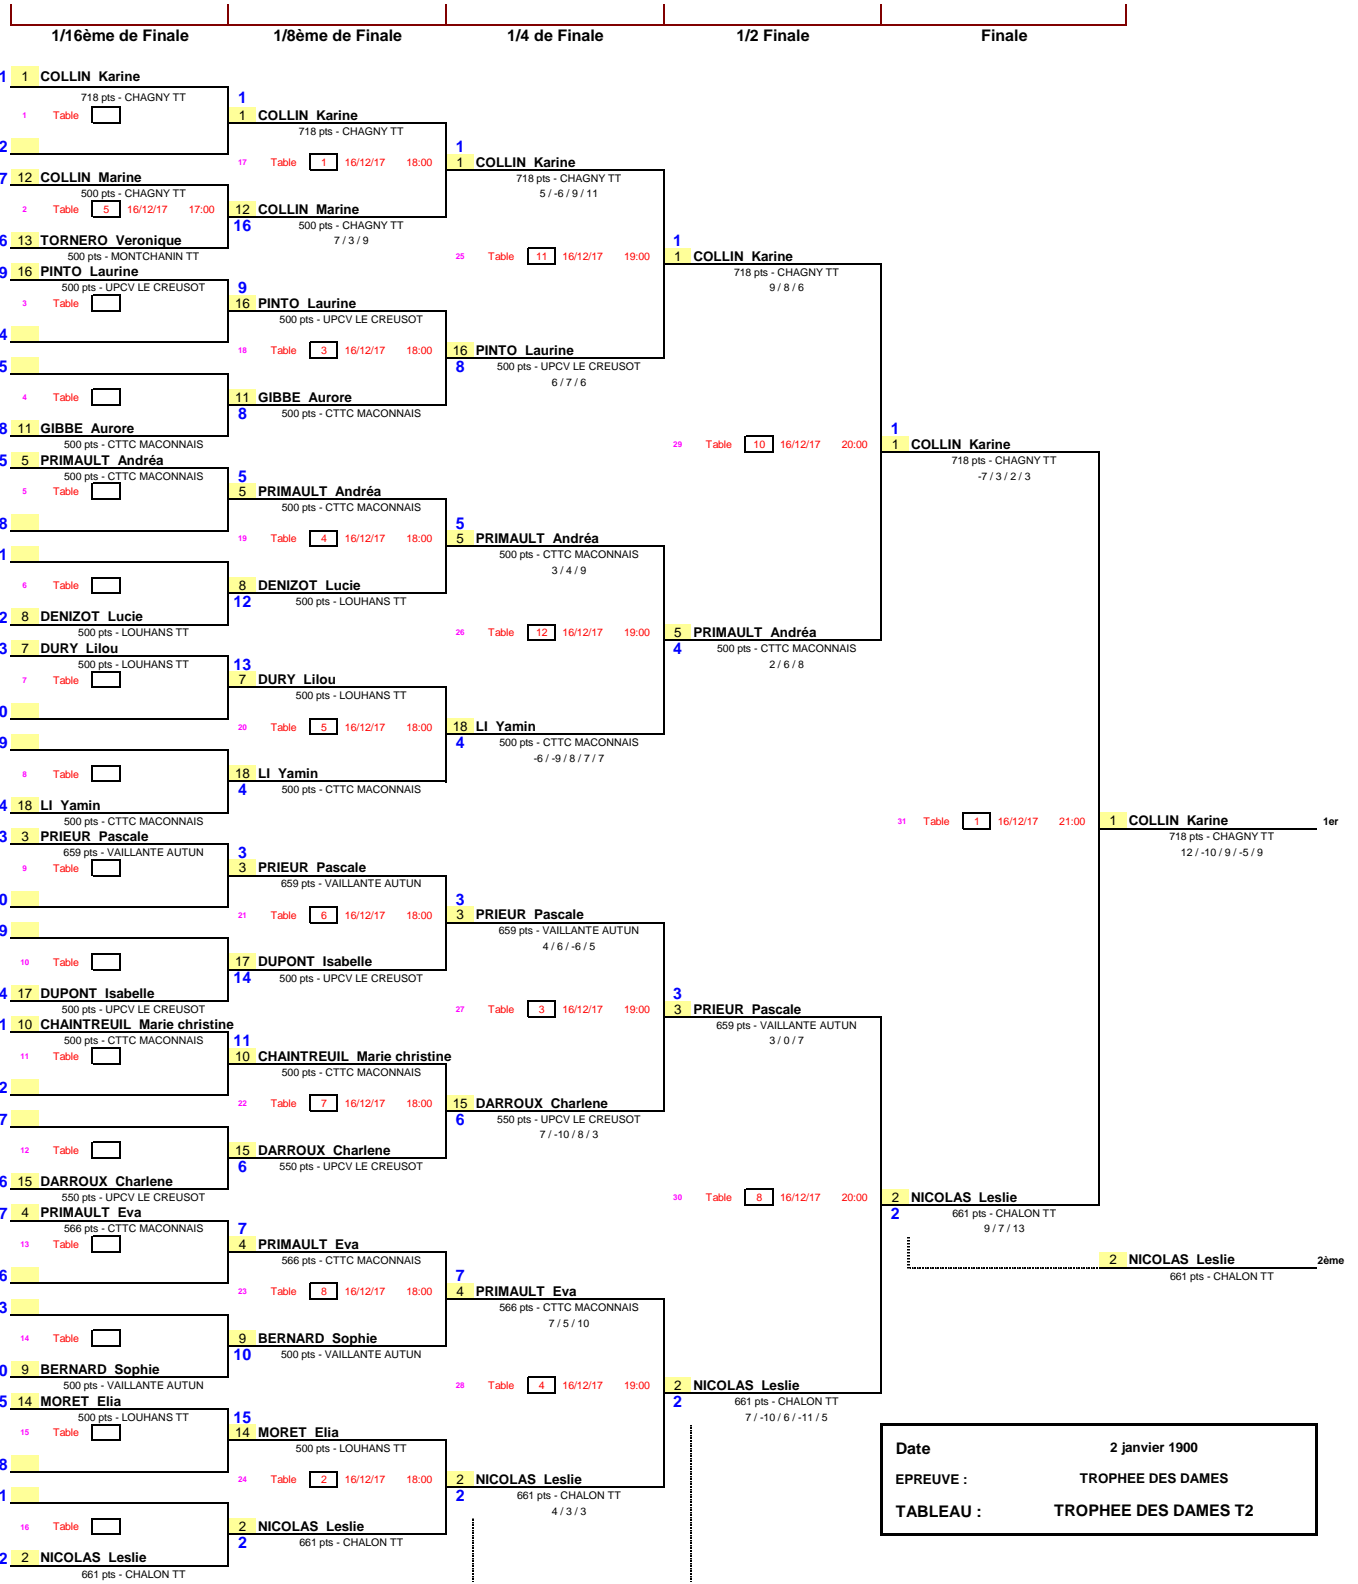 1/16ème de Finale 1/8ème de Finale 1/4 de Finale 1/2 Finale Finale
1 1 COLLIN Karine
718 pts - CHAGNY TT
1 Table
2
7 12 COLLIN Marine
500 pts - CHAGNY TT
2 Table 5 16/12/17 17:00
6 13 TORNERO Veronique
500 pts - MONTCHANIN TT
9 16 PINTO Laurine
500 pts - UPCV LE CREUSOT
3 Table
4
5
4 Table
8 11 GIBBE Aurore
500 pts - CTTC MACONNAIS
5 5 PRIMAULT Andréa
500 pts - CTTC MACONNAIS
5 Table
8
1
6 Table
2 8 DENIZOT Lucie
500 pts - LOUHANS TT
3 7 DURY Lilou
500 pts - LOUHANS TT
7 Table
0
9
8 Table
4 18 LI Yamin
500 pts - CTTC MACONNAIS
3 3 PRIEUR Pascale
659 pts - VAILLANTE AUTUN
9 Table
0
9
10 Table
4 17 DUPONT Isabelle
500 pts - UPCV LE CREUSOT
1 10 CHAINTREUIL Marie christine
500 pts - CTTC MACONNAIS
11 Table
2
7
12 Table
6 15 DARROUX Charlene
550 pts - UPCV LE CREUSOT
7 4 PRIMAULT Eva
566 pts - CTTC MACONNAIS
13 Table
6
3
14 Table
0 9 BERNARD Sophie
500 pts - VAILLANTE AUTUN
5 14 MORET Elia
500 pts - LOUHANS TT
15 Table
8
1
16 Table
2 2 NICOLAS Leslie
661 pts - CHALON TT
1
1 COLLIN Karine
718 pts - CHAGNY TT
17 Table 1 16/12/17 18:00
12 COLLIN Marine
16 500 pts - CHAGNY TT
7 / 3 / 9
9
16 PINTO Laurine
500 pts - UPCV LE CREUSOT
18 Table 3 16/12/17 18:00
11 GIBBE Aurore
8 500 pts - CTTC MACONNAIS
5
5 PRIMAULT Andréa
500 pts - CTTC MACONNAIS
19 Table 4 16/12/17 18:00
8 DENIZOT Lucie
12 500 pts - LOUHANS TT
13
7 DURY Lilou
500 pts - LOUHANS TT
20 Table 5 16/12/17 18:00
18 LI Yamin
4 500 pts - CTTC MACONNAIS
3
3 PRIEUR Pascale
659 pts - VAILLANTE AUTUN
21 Table 6 16/12/17 18:00
17 DUPONT Isabelle
14 500 pts - UPCV LE CREUSOT
11
10 CHAINTREUIL Marie christine
500 pts - CTTC MACONNAIS
22 Table 7 16/12/17 18:00
15 DARROUX Charlene
6 550 pts - UPCV LE CREUSOT
7
4 PRIMAULT Eva
566 pts - CTTC MACONNAIS
23 Table 8 16/12/17 18:00
9 BERNARD Sophie
10 500 pts - VAILLANTE AUTUN
15
14 MORET Elia
500 pts - LOUHANS TT
24 Table 2 16/12/17 18:00
2 NICOLAS Leslie
2 661 pts - CHALON TT
1
1 COLLIN Karine
718 pts - CHAGNY TT
5 / -6 / 9 / 11
25 Table 11 16/12/17 19:00
16 PINTO Laurine
8 500 pts - UPCV LE CREUSOT
6 / 7 / 6
5
5 PRIMAULT Andréa
500 pts - CTTC MACONNAIS
3 / 4 / 9
26 Table 12 16/12/17 19:00
18 LI Yamin
4 500 pts - CTTC MACONNAIS
-6 / -9 / 8 / 7 / 7
3
3 PRIEUR Pascale
659 pts - VAILLANTE AUTUN
4 / 6 / -6 / 5
27 Table 3 16/12/17 19:00
15 DARROUX Charlene
6 550 pts - UPCV LE CREUSOT
7 / -10 / 8 / 3
7
4 PRIMAULT Eva
566 pts - CTTC MACONNAIS
7 / 5 / 10
28 Table 4 16/12/17 19:00
2 NICOLAS Leslie
2 661 pts - CHALON TT
4 / 3 / 3
1
1 COLLIN Karine
718 pts - CHAGNY TT
9 / 8 / 6
29 Table 10 16/12/17 20:00
5 PRIMAULT Andréa
4 500 pts - CTTC MACONNAIS
2 / 6 / 8
3
3 PRIEUR Pascale
659 pts - VAILLANTE AUTUN
3 / 0 / 7
30 Table 8 16/12/17 20:00
2 NICOLAS Leslie
2 661 pts - CHALON TT
7 / -10 / 6 / -11 / 5
1
1 COLLIN Karine
718 pts - CHAGNY TT
-7 / 3 / 2 / 3
31 Table 1 16/12/17 21:00
2 NICOLAS Leslie
2 661 pts - CHALON TT
9 / 7 / 13
1 COLLIN Karine 1er
718 pts - CHAGNY TT
12 / -10 / 9 / -5 / 9
2 NICOLAS Leslie 2ème
661 pts - CHALON TT
Date 2 janvier 1900
EPREUVE : TROPHEE DES DAMES
TABLEAU : TROPHEE DES DAMES T2